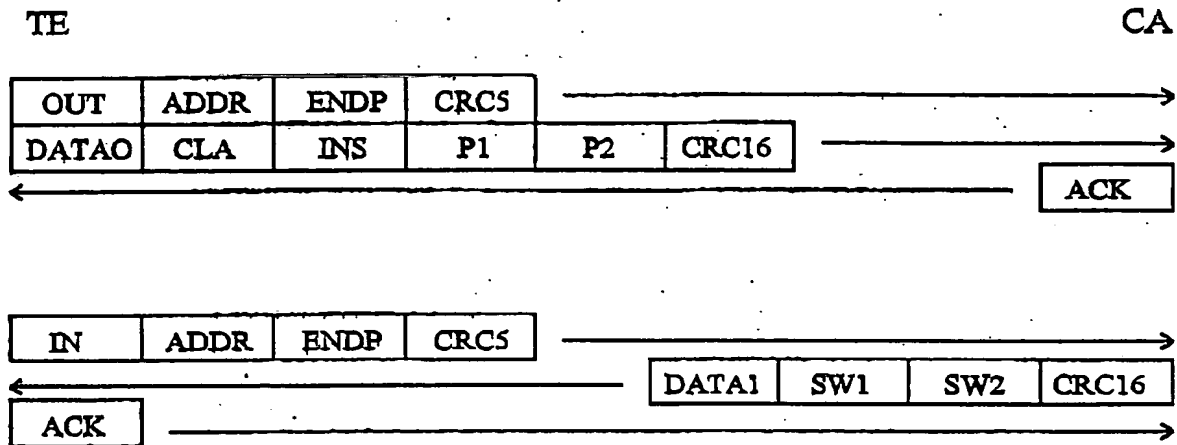 TE CA
OUT ADDR ENDP CRC5
DATA0 CLA INS P1 P2 CRC16
ACK
IN ADDR ENDP CRC5
DATA1 SW1 SW2 CRC16
ACK